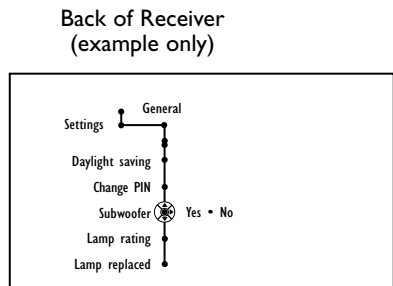 Back of Receiver
(example only)
General
Settings
Daylight saving
Change PIN
Subwoofer Yes • No
Lamp rating
Lamp replaced